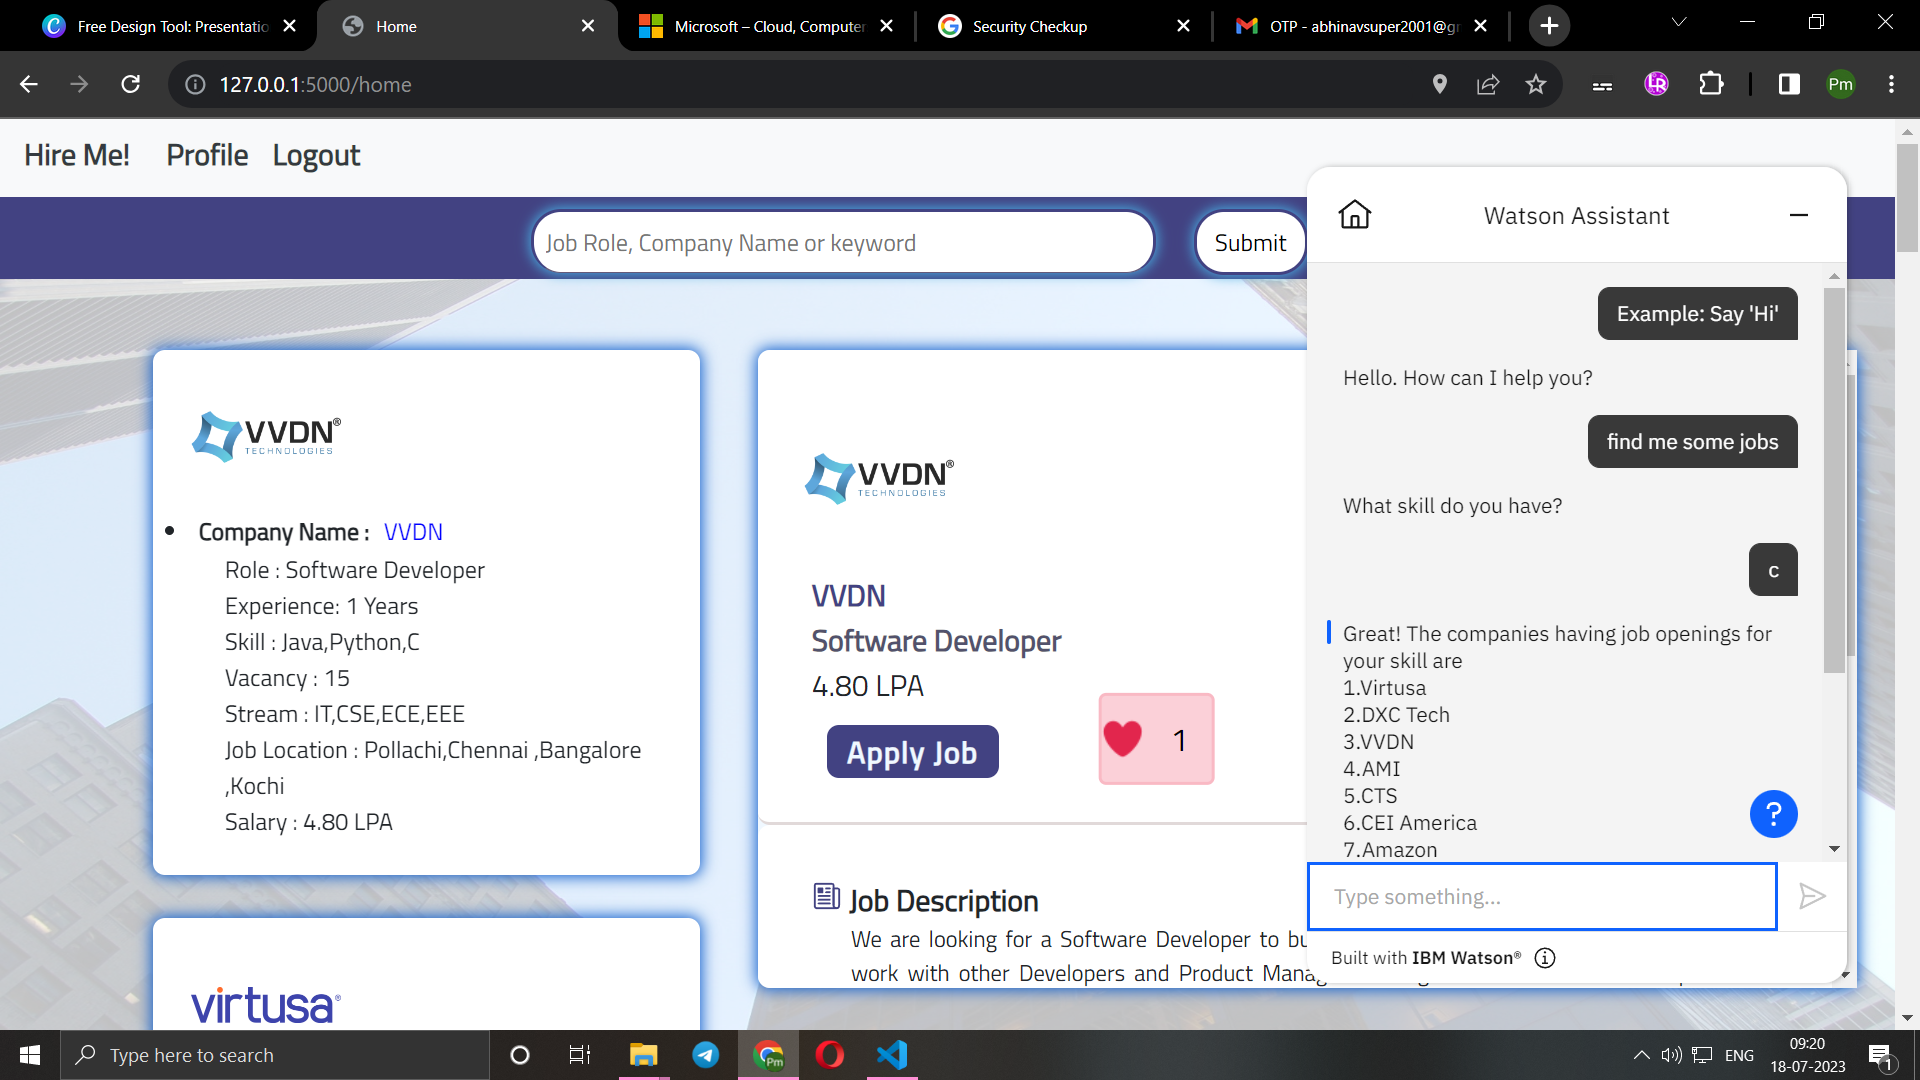 Free Design Tool: Presentatio
Home
Microsoft – Cloud, Computer
Security Checkup
OTP - abhinavsuper2001@gr
127.0.0.1:5000/home
Pm
Hire Me! Profile Logout
Job Role, Company Name or keyword
Submit
VVDN®
TECHNOLOGIES
Company Name : VVDN
Role : Software Developer
Experience: 1 Years
Skill : Java,Python,C
Vacancy : 15
Stream : IT,CSE,ECE,EEE
Job Location : Pollachi,Chennai ,Bangalore
,Kochi
Salary : 4.80 LPA
virtusa
VVDN®
TECHNOLOGIES
VVDN
Software Developer
4.80 LPA
Apply Job
1
Job Description
We are looking for a Software Developer to bu
work with other Developers and Product Manag
Watson Assistant
Example: Say 'Hi'
Hello. How can I help you?
find me some jobs
What skill do you have?
c
Great! The companies having job openings for
your skill are
1.Virtusa
2.DXC Tech
3.VVDN
4.AMI
5.CTS
6.CEI America
7.Amazon
?
Type something...
Built with IBM Watson®
Type here to search
Pm
ENG
09:20
18-07-2023
1